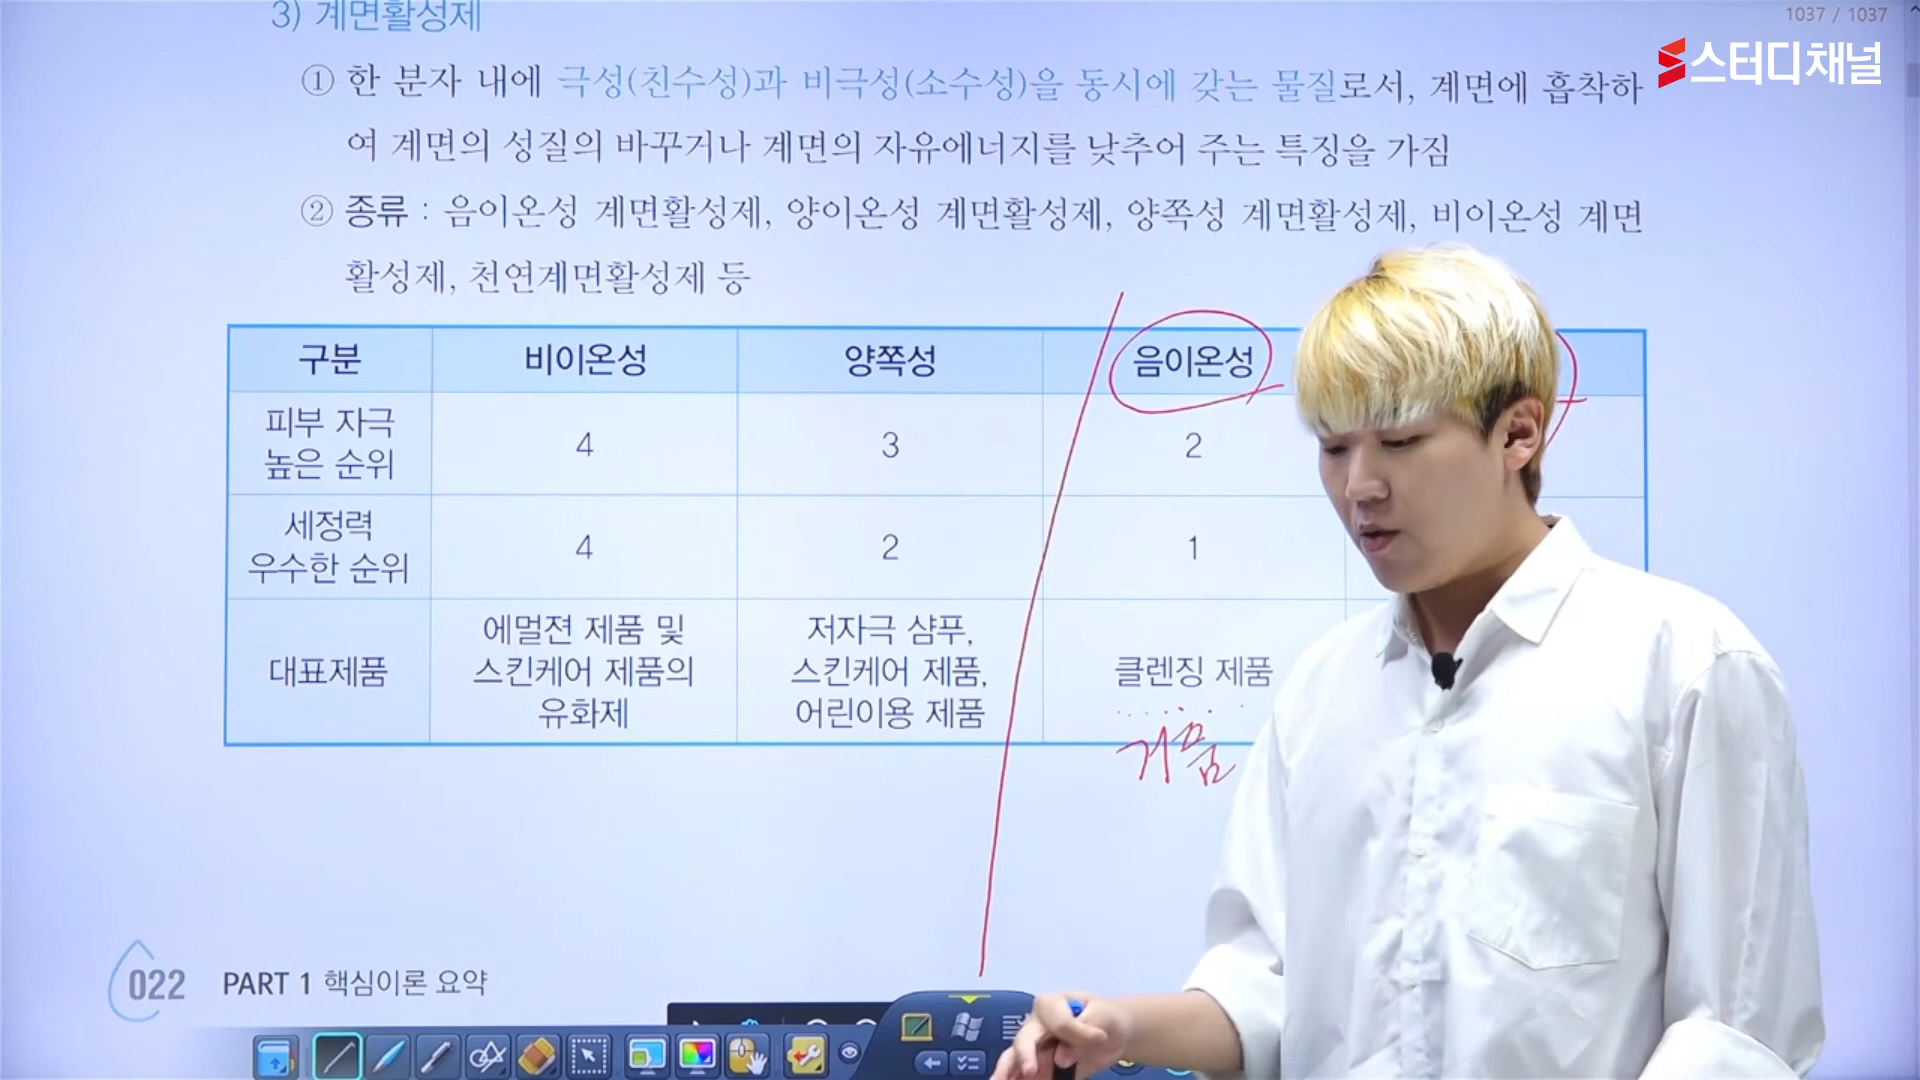 3) 계면활성제
1037 / 1037
스터디채널
① 한 분자 내에 극성(친수성)과 비극성(소수성)을 동시에 갖는 물질로서, 계면에 흡착하
여 계면의 성질의 바꾸거나 계면의 자유에너지를 낮추어 주는 특징을 가짐
② 종류 : 음이온성 계면활성제, 양이온성 계면활성제, 양쪽성 계면활성제, 비이온성 계면
활성제, 천연계면활성제 등
구분 비이온성 양쪽성 음이온성
피부 자극
높은 순위
4 3 2
세정력
우수한 순위
4 2 1
대표제품
에멀젼 제품 및
스킨케어 제품의
유화제
저자극 샴푸,
스킨케어 제품,
어린이용 제품
클렌징 제품
거품
022 PART 1 핵심이론 요약